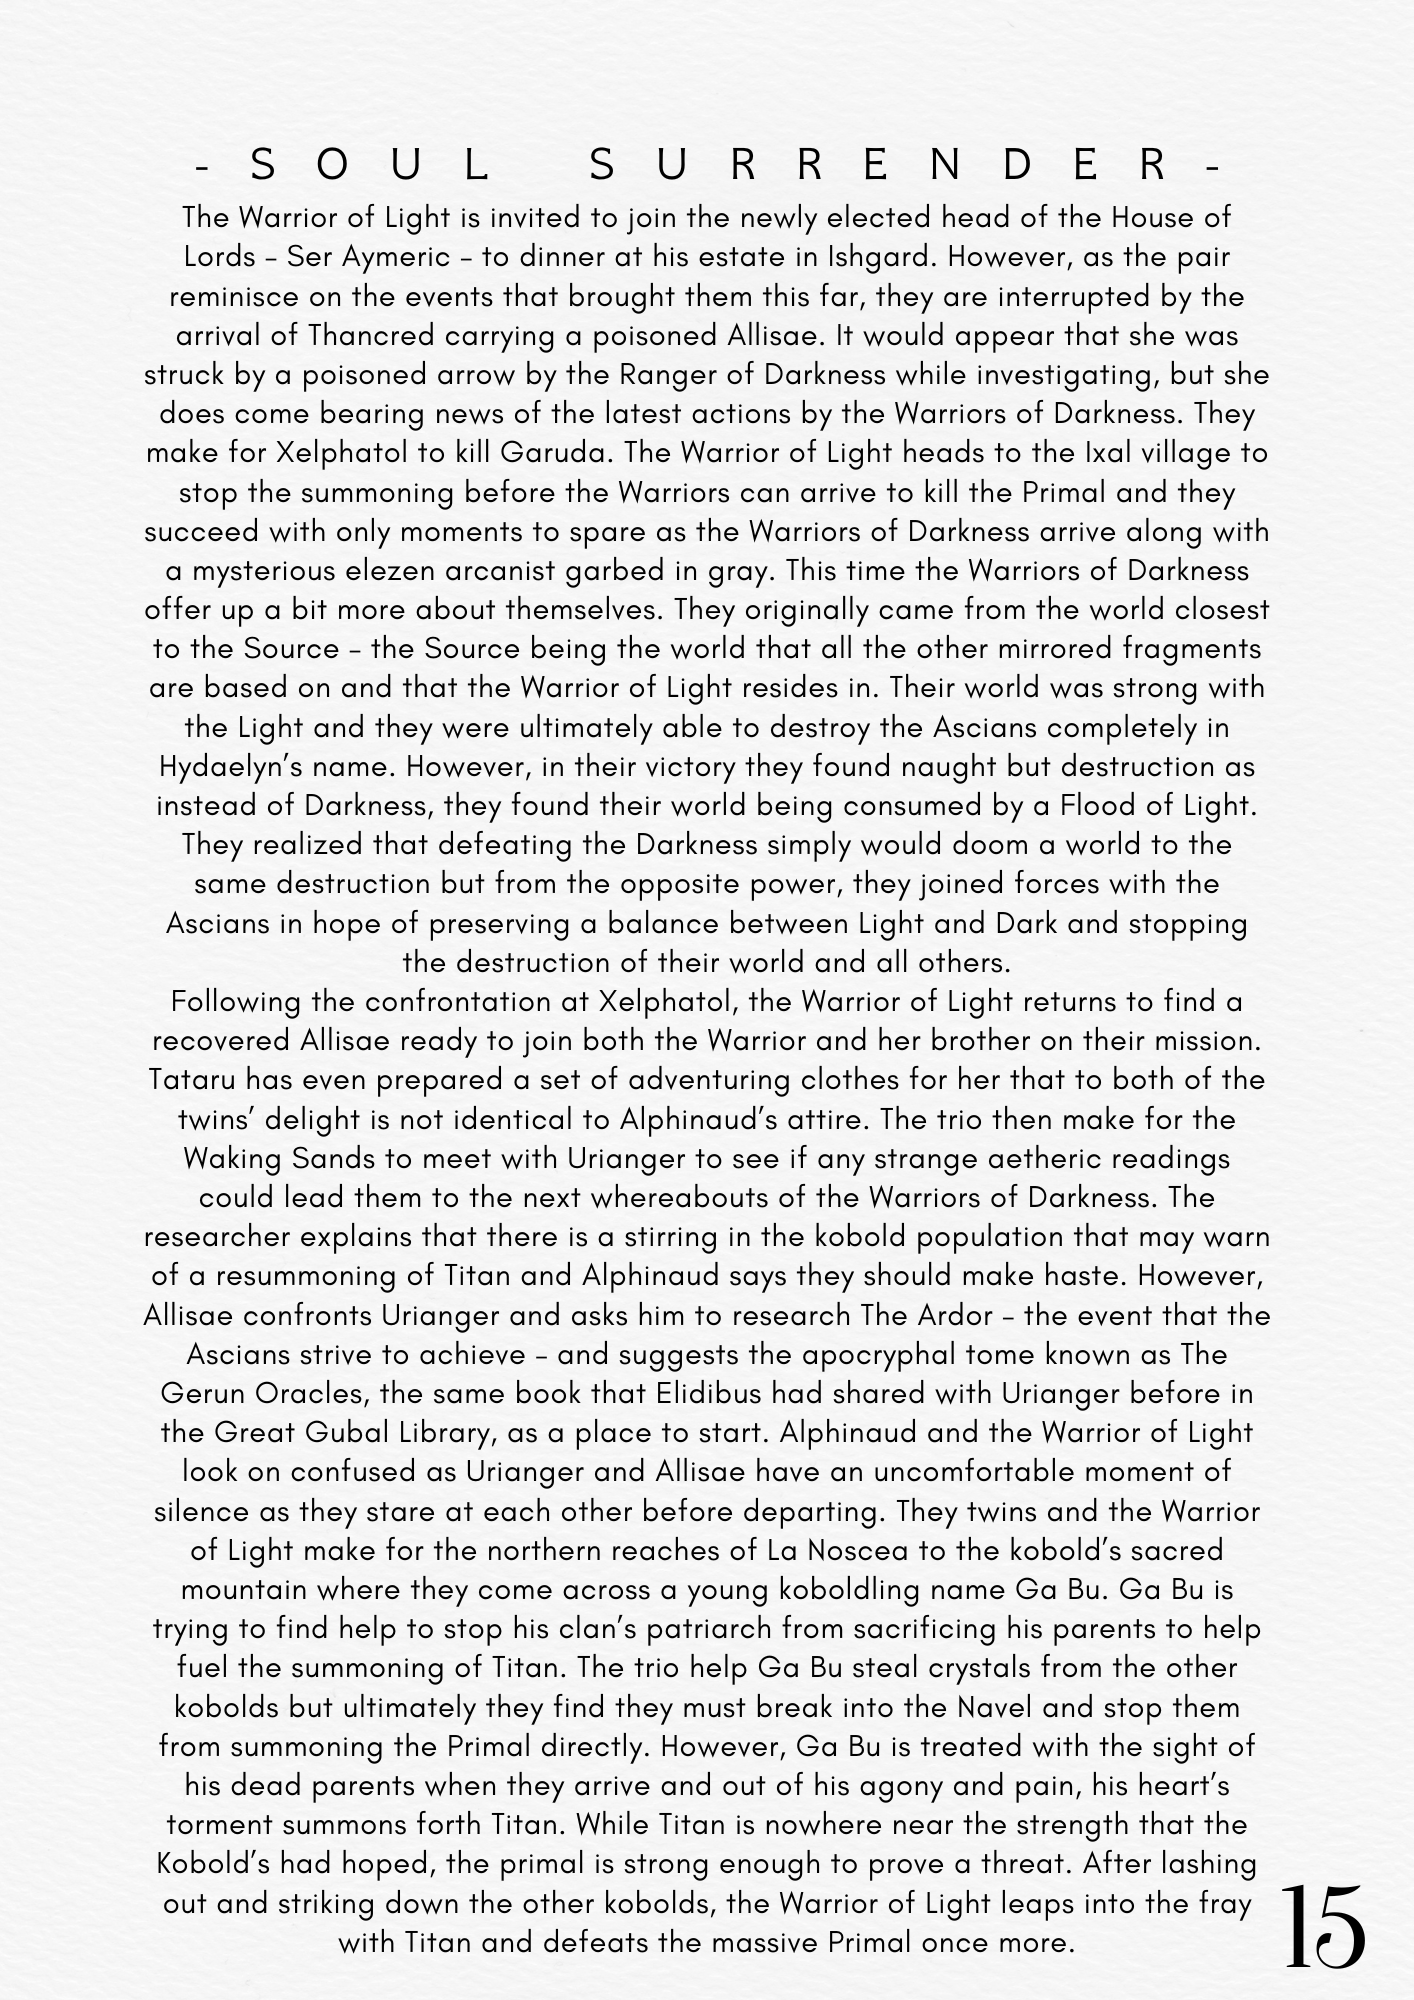 - SOUL SURRENDER -
The Warrior of Light is invited to join the newly elected head of the House of
Lords – Ser Aymeric – to dinner at his estate in Ishgard. However, as the pair
reminisce on the events that brought them this far, they are interrupted by the
arrival of Thancred carrying a poisoned Allisae. It would appear that she was
struck by a poisoned arrow by the Ranger of Darkness while investigating, but she
does come bearing news of the latest actions by the Warriors of Darkness. They
make for Xelphatol to kill Garuda. The Warrior of Light heads to the Ixal village to
stop the summoning before the Warriors can arrive to kill the Primal and they
succeed with only moments to spare as the Warriors of Darkness arrive along with
a mysterious elezen arcanist garbed in gray. This time the Warriors of Darkness
offer up a bit more about themselves. They originally came from the world closest
to the Source – the Source being the world that all the other mirrored fragments
are based on and that the Warrior of Light resides in. Their world was strong with
the Light and they were ultimately able to destroy the Ascians completely in
Hydaelyn’s name. However, in their victory they found naught but destruction as
instead of Darkness, they found their world being consumed by a Flood of Light.
They realized that defeating the Darkness simply would doom a world to the
same destruction but from the opposite power, they joined forces with the
Ascians in hope of preserving a balance between Light and Dark and stopping
the destruction of their world and all others.
Following the confrontation at Xelphatol, the Warrior of Light returns to find a
recovered Allisae ready to join both the Warrior and her brother on their mission.
Tataru has even prepared a set of adventuring clothes for her that to both of the
twins’ delight is not identical to Alphinaud’s attire. The trio then make for the
Waking Sands to meet with Urianger to see if any strange aetheric readings
could lead them to the next whereabouts of the Warriors of Darkness. The
researcher explains that there is a stirring in the kobold population that may warn
of a resummoning of Titan and Alphinaud says they should make haste. However,
Allisae confronts Urianger and asks him to research The Ardor – the event that the
Ascians strive to achieve – and suggests the apocryphal tome known as The
Gerun Oracles, the same book that Elidibus had shared with Urianger before in
the Great Gubal Library, as a place to start. Alphinaud and the Warrior of Light
look on confused as Urianger and Allisae have an uncomfortable moment of
silence as they stare at each other before departing. They twins and the Warrior
of Light make for the northern reaches of La Noscea to the kobold’s sacred
mountain where they come across a young koboldling name Ga Bu. Ga Bu is
trying to find help to stop his clan’s patriarch from sacrificing his parents to help
fuel the summoning of Titan. The trio help Ga Bu steal crystals from the other
kobolds but ultimately they find they must break into the Navel and stop them
from summoning the Primal directly. However, Ga Bu is treated with the sight of
his dead parents when they arrive and out of his agony and pain, his heart’s
torment summons forth Titan. While Titan is nowhere near the strength that the
Kobold’s had hoped, the primal is strong enough to prove a threat. After lashing
out and striking down the other kobolds, the Warrior of Light leaps into the fray
with Titan and defeats the massive Primal once more.
15